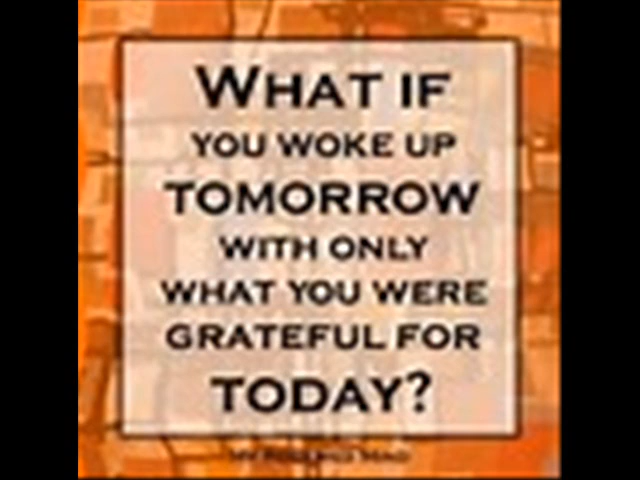 WHAT IF
YOU WOKE UP
TOMORROW
WITH ONLY
WHAT YOU WERE
GRATEFUL FOR
TODAY?